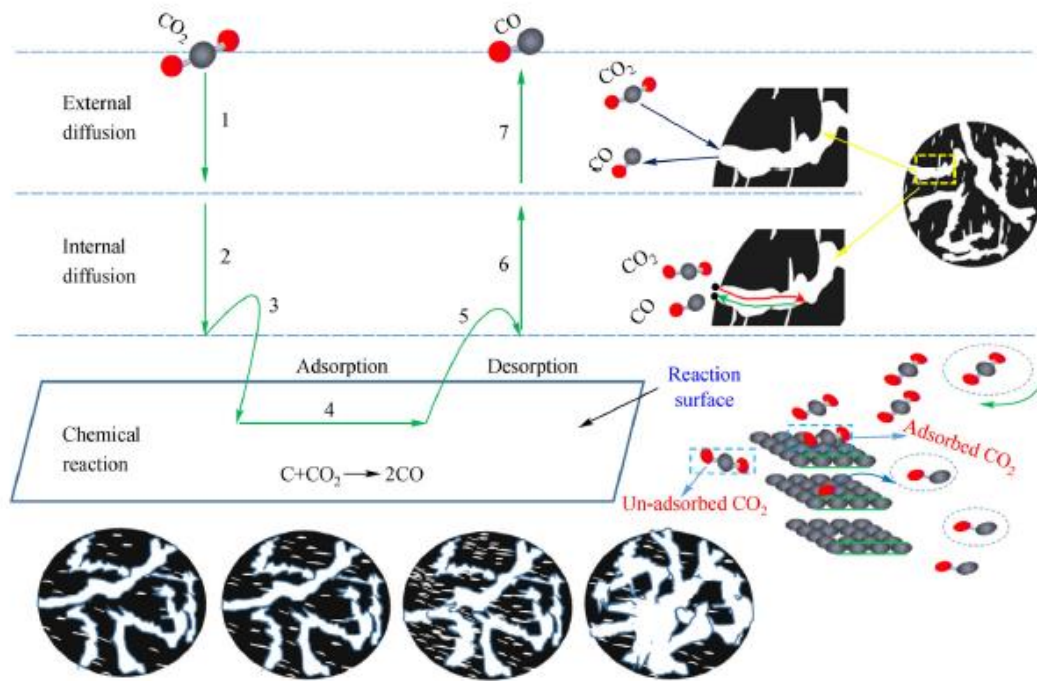 CO2
CO
External
diffusion
1
7
CO2
CO
Internal
diffusion
2
3
5
6
CO2
CO
Adsorption
Desorption
Reaction
surface
4
Chemical
reaction
C+CO2→2CO
Adsorbed CO2
Un-adsorbed CO2